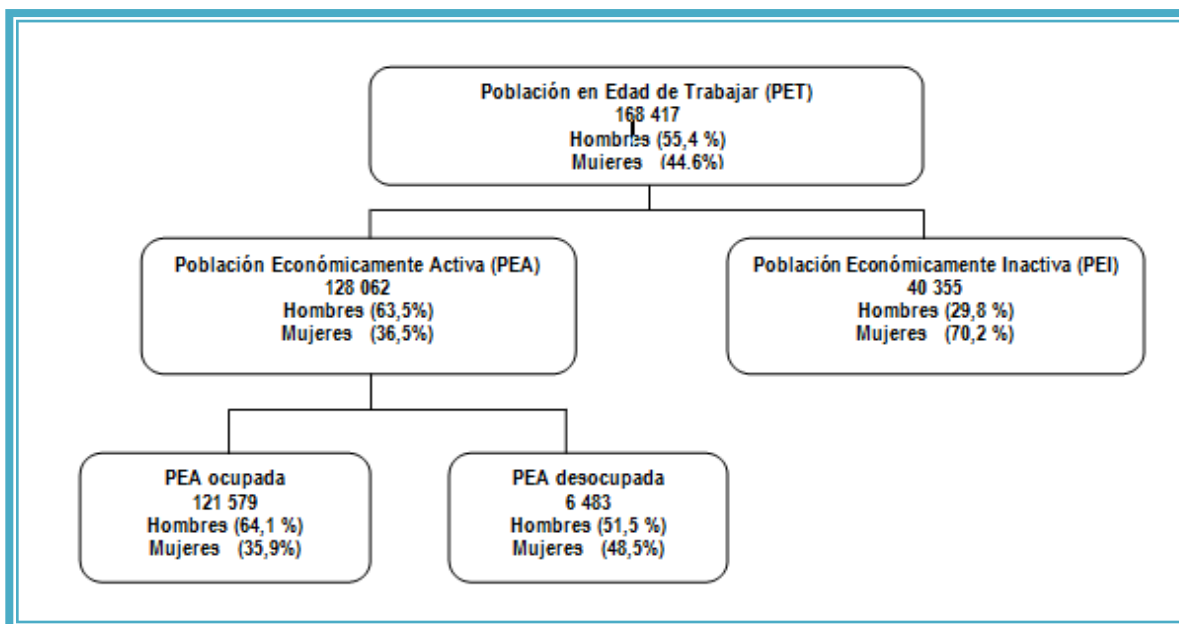 Población en Edad de Trabajar (PET)
168 417
Hombres (55,4 %)
Mujeres (44.6%)
Población Económicamente Activa (PEA)
128 062
Hombres (63,5%)
Mujeres (36,5%)
Población Económicamente Inactiva (PEI)
40 355
Hombres (29,8 %)
Mujeres (70,2 %)
PEA ocupada
121 579
Hombres (64,1 %)
Mujeres (35,9%)
PEA desocupada
6 483
Hombres (51,5 %)
Mujeres (48,5%)